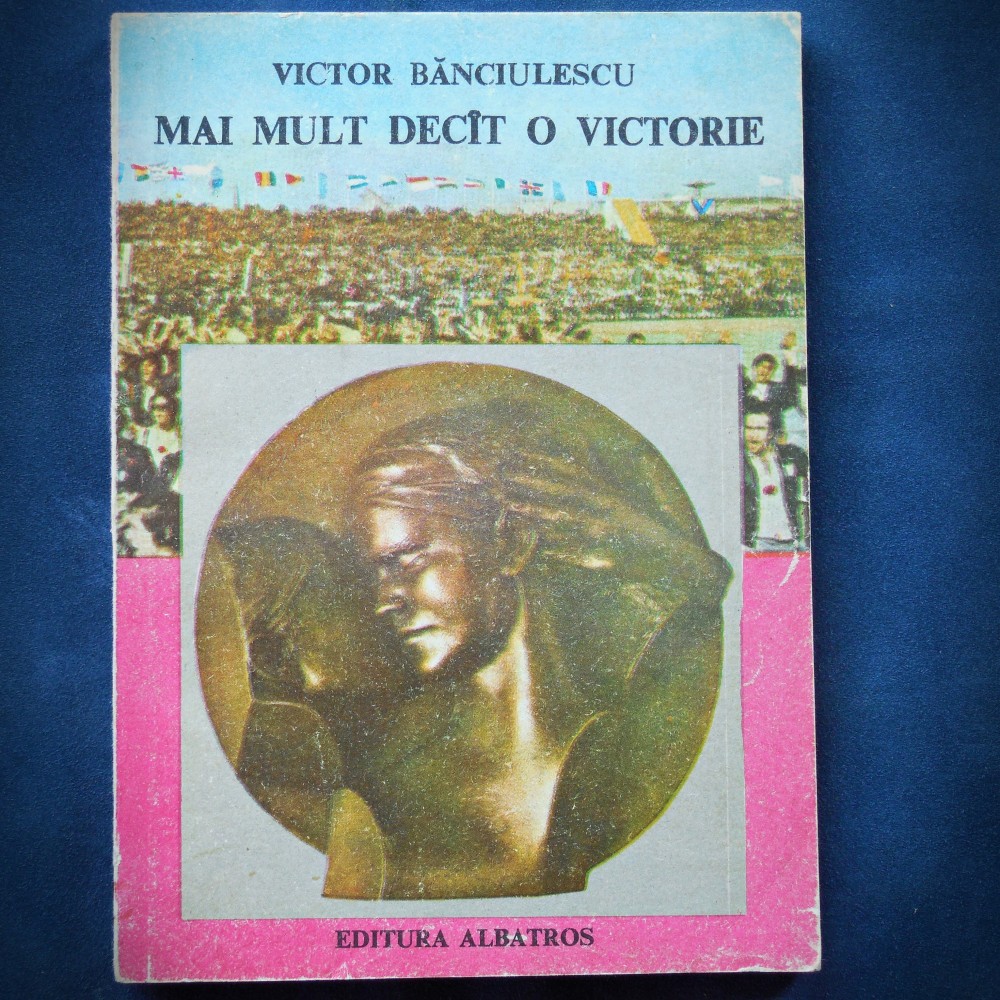 VICTOR BĂNCIULESCU
MAI MULT DECÎT O VICTORIE
EDITURA ALBATROS